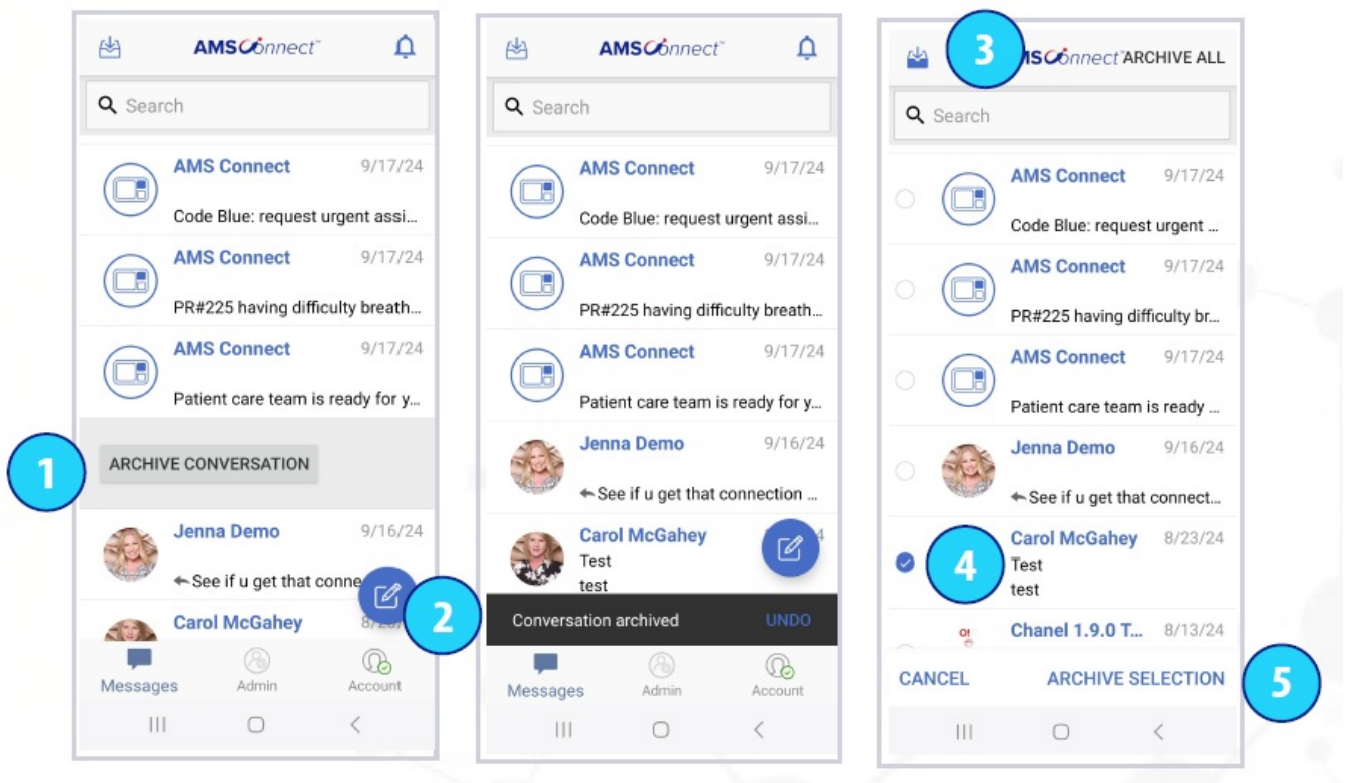 AMSConnect™
Search
AMS Connect 9/17/24
Code Blue: request urgent assi...
AMS Connect 9/17/24
PR#225 having difficulty breath...
AMS Connect 9/17/24
Patient care team is ready for y...
1
ARCHIVE CONVERSATION
Jenna Demo 9/16/24
See if u get that conne
Carol McGahey
Messages Admin Account
AMSConnect™
Search
AMS Connect 9/17/24
Code Blue: request urgent assi...
AMS Connect 9/17/24
PR#225 having difficulty breath...
AMS Connect 9/17/24
Patient care team is ready for y...
Jenna Demo 9/16/24
See if u get that connection ...
Carol McGahey
Test
test
2
Conversation archived UNDO
Messages Admin Account
3
MSConnect™ ARCHIVE ALL
Search
AMS Connect 9/17/24
Code Blue: request urgent ...
AMS Connect 9/17/24
PR#225 having difficulty br...
AMS Connect 9/17/24
Patient care team is ready ...
Jenna Demo 9/16/24
See if u get that connect...
4
Carol McGahey 8/23/24
Test
test
Chanel 1.9.0 T... 8/13/24
CANCEL ARCHIVE SELECTION
5